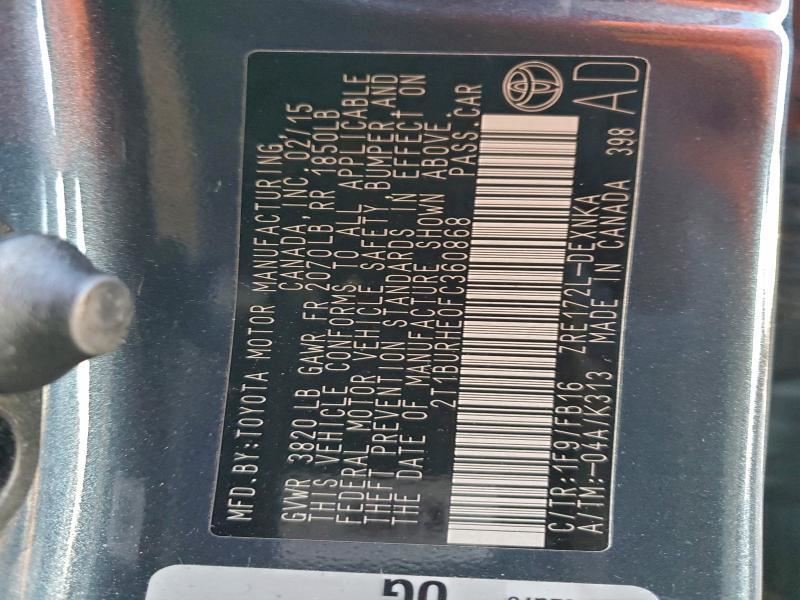 MFD.BY:TOYOTA MOTOR MANUFACTURING
CANADA, INC. 02/15
GVWR 3820 LB GAWR FR 2070LB RR 1850LB
THIS VEHICLE CONFORMS TO ALL APPLICABLE
FEDERAL MOTOR VEHICLE SAFETY, BUMPER,AND
THEFT PREVENTION STANDARDS IN EFFECT ON
THE DATE OF MANUFACTURE SHOWN ABOVE.
2T1BURHE0FC360868 PASS.CAR
C/TR:1F9/FB16 ZRE172L-DEXNKA
A/TM:-04A/K313 MADE IN CANADA 398
AD